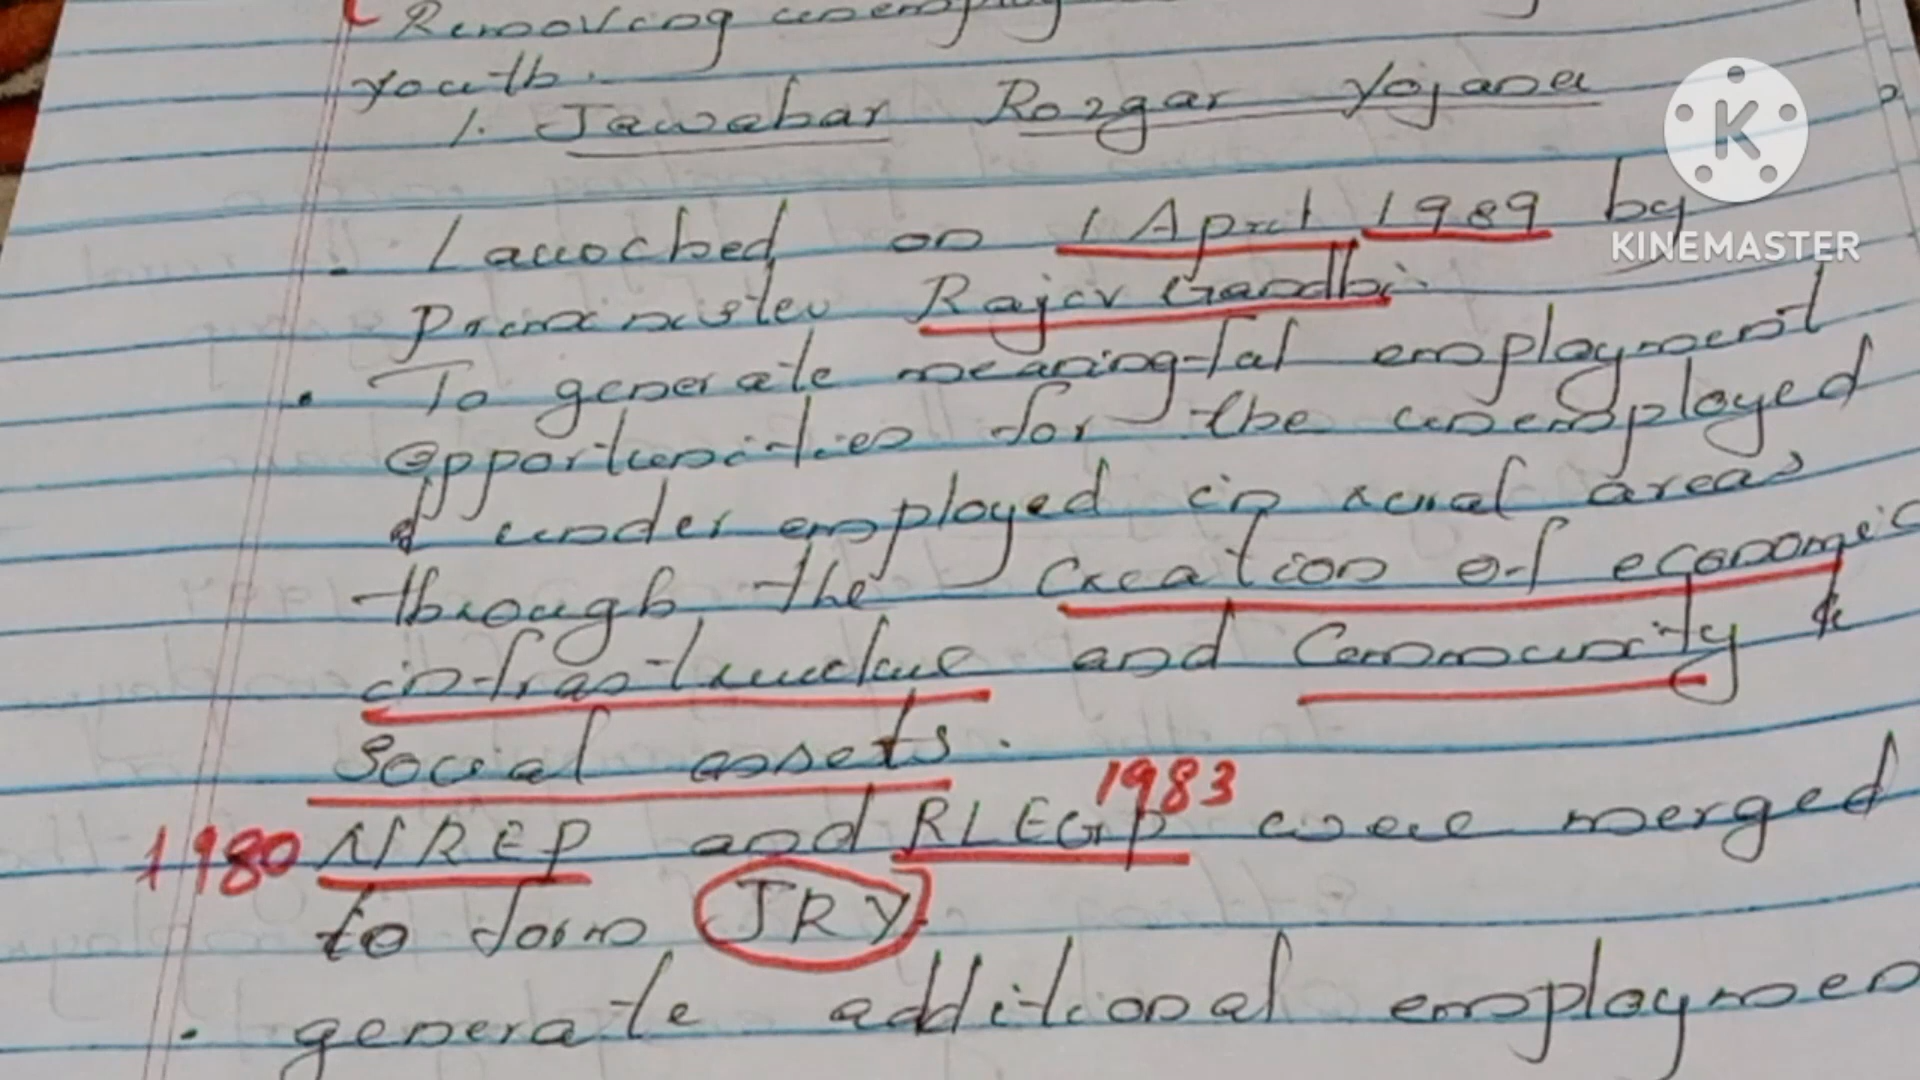 Removing unemploy
youth.
1. Jawahar Rozgar Yojana
. Launched on 1 April 1989 by
Prime minister Rajiv Gandhi.
. To generate meaningful employment
opportunities for the unemployed
& under employed in rural areas
through the creation of economic
infrastructure and Community &
Social assets.
1980 NREP and RLEGP 1983 were merged
to form JRY
. generate additional employmen
K
KINEMASTER